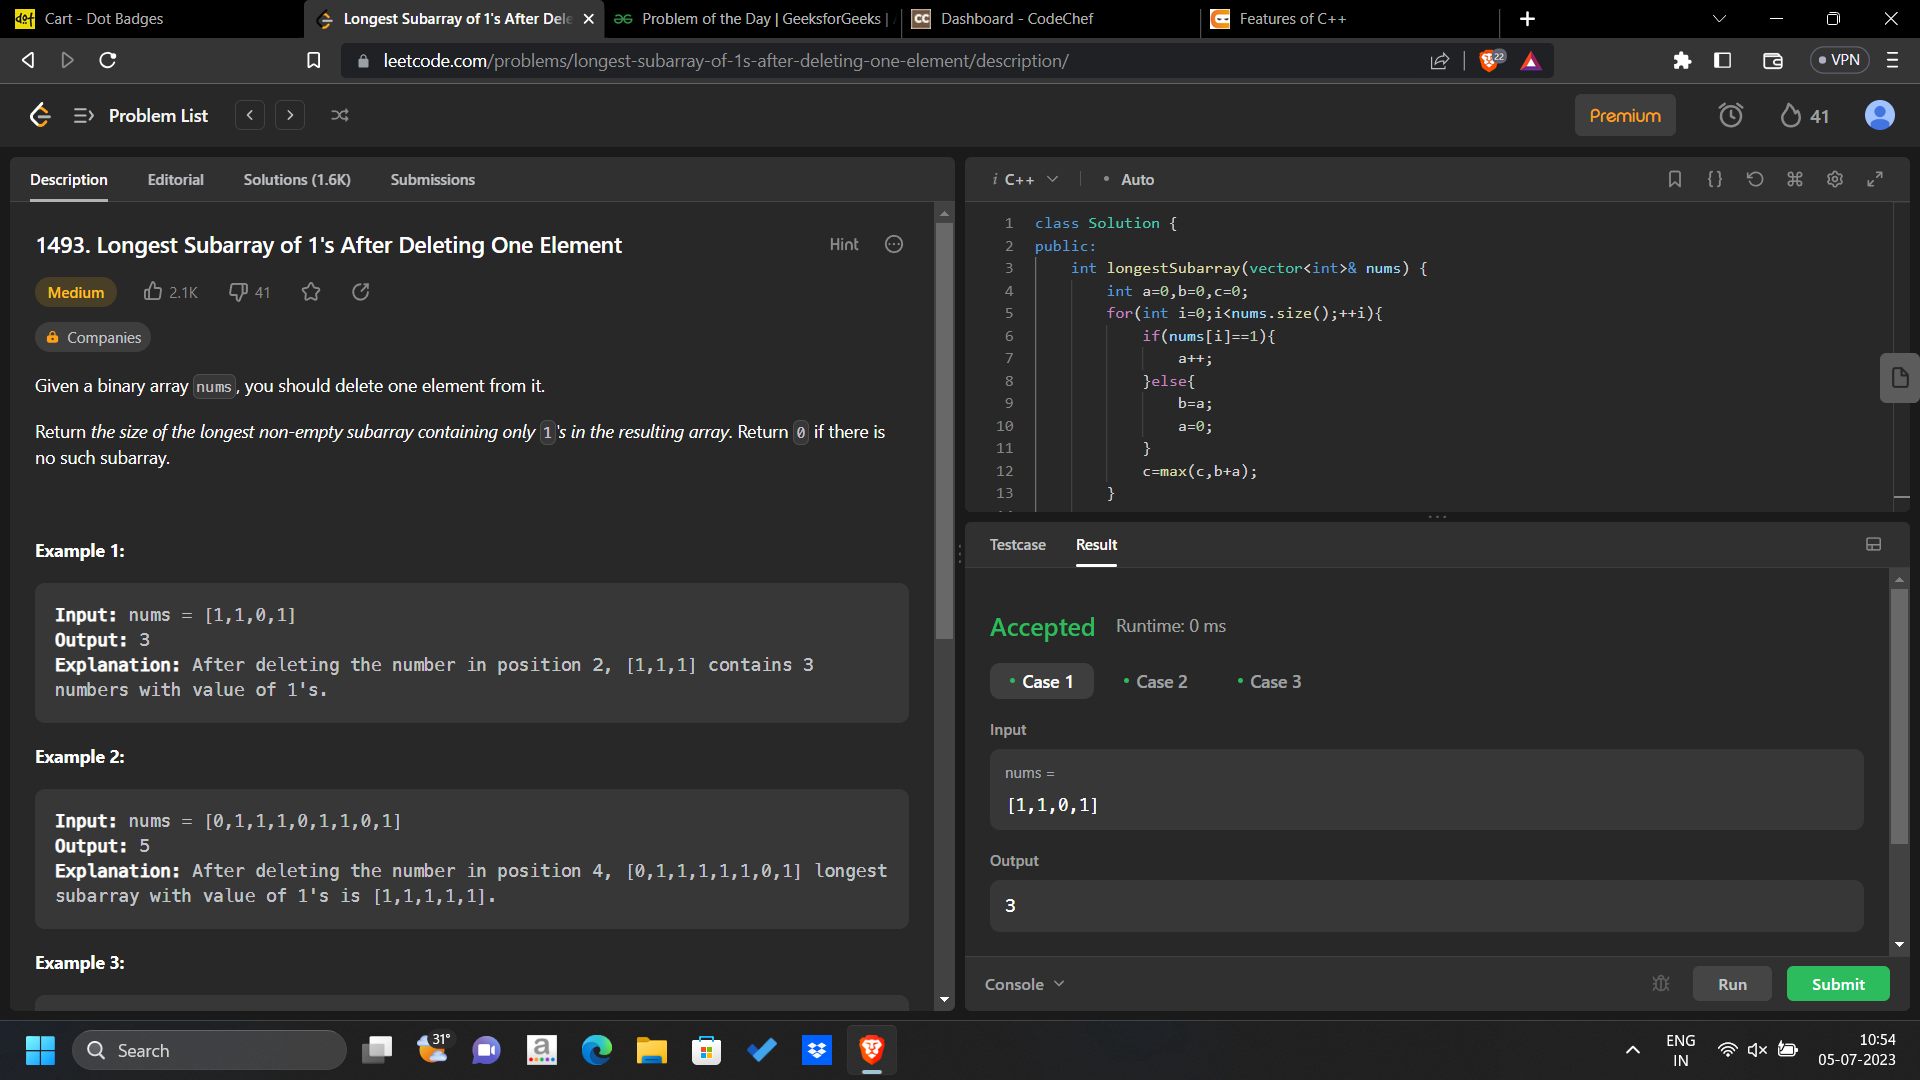 Cart - Dot Badges
Longest Subarray of 1's After Dele
Problem of the Day | GeeksforGeeks |
Dashboard - CodeChef
Features of C++
leetcode.com/problems/longest-subarray-of-1s-after-deleting-one-element/description/
22
VPN
Problem List
Premium
41
Description
Editorial
Solutions (1.6K)
Submissions
1493. Longest Subarray of 1's After Deleting One Element
Hint
Medium
2.1K
41
Companies
Given a binary array nums, you should delete one element from it.
Return the size of the longest non-empty subarray containing only 1's in the resulting array. Return 0 if there is
no such subarray.
Example 1:
Input: nums = [1,1,0,1]
Output: 3
Explanation: After deleting the number in position 2, [1,1,1] contains 3
numbers with value of 1's.
Example 2:
Input: nums = [0,1,1,1,0,1,1,0,1]
Output: 5
Explanation: After deleting the number in position 4, [0,1,1,1,1,1,0,1] longest
subarray with value of 1's is [1,1,1,1,1].
Example 3:
i C++
• Auto
1 class Solution {
2 public:
3 int longestSubarray(vector<int>& nums) {
4 int a=0,b=0,c=0;
5 for(int i=0;i<nums.size();++i){
6 if(nums[i]==1){
7 a++;
8 }else{
9 b=a;
10 a=0;
11 }
12 c=max(c,b+a);
13 }
Testcase
Result
Accepted
Runtime: 0 ms
• Case 1
• Case 2
• Case 3
Input
nums =
[1,1,0,1]
Output
3
Console
Run
Submit
Search
31°
ENG
IN
10:54
05-07-2023